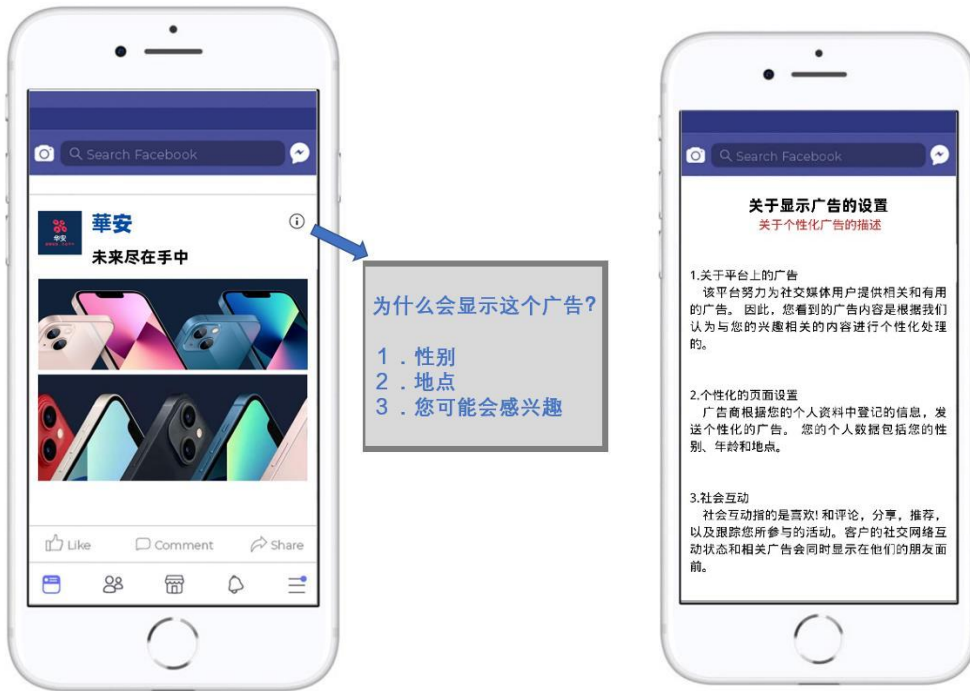 Search Facebook
華安
华安
未来尽在手中
Like
Comment
Share
为什么会显示这个广告?
1．性别
2．地点
3．您可能会感兴趣
Search Facebook
关于显示广告的设置
关于个性化广告的描述
1.关于平台上的广告
该平台努力为社交媒体用户提供相关和有用
的广告。 因此，您看到的广告内容是根据我们
认为与您的兴趣相关的内容进行个性化处理
的。
2.个性化的页面设置
广告商根据您的个人资料中登记的信息，发
送个性化的广告。 您的个人数据包括您的性
别、年龄和地点。
3.社会互动
社会互动指的是喜欢! 和评论，分享，推荐，
以及跟踪您所参与的活动。客户的社交网络互
动状态和相关广告会同时显示在他们的朋友面
前。